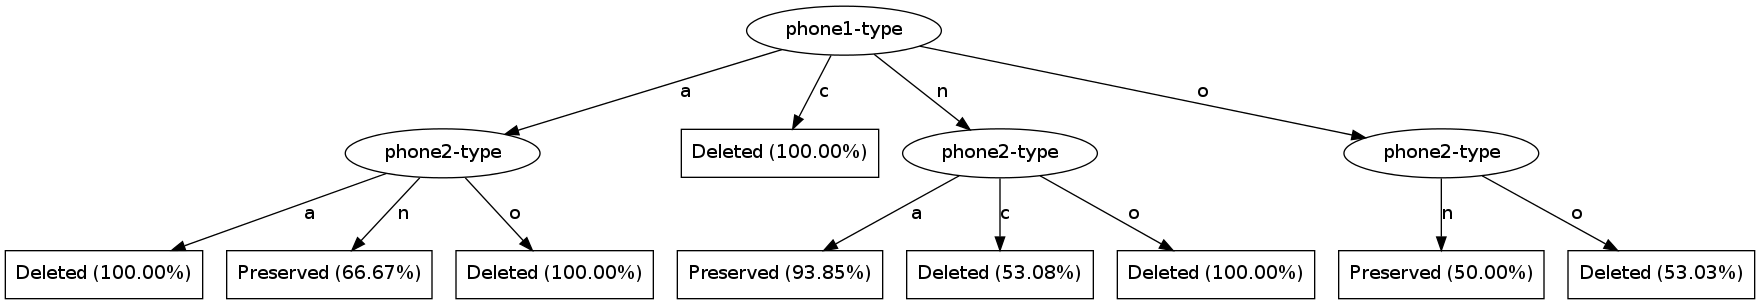 phone1-type
a
c
n
o
phone2-type
Deleted (100.00%)
phone2-type
phone2-type
a
n
o
a
c
o
n
o
Deleted (100.00%)
Preserved (66.67%)
Deleted (100.00%)
Preserved (93.85%)
Deleted (53.08%)
Deleted (100.00%)
Preserved (50.00%)
Deleted (53.03%)